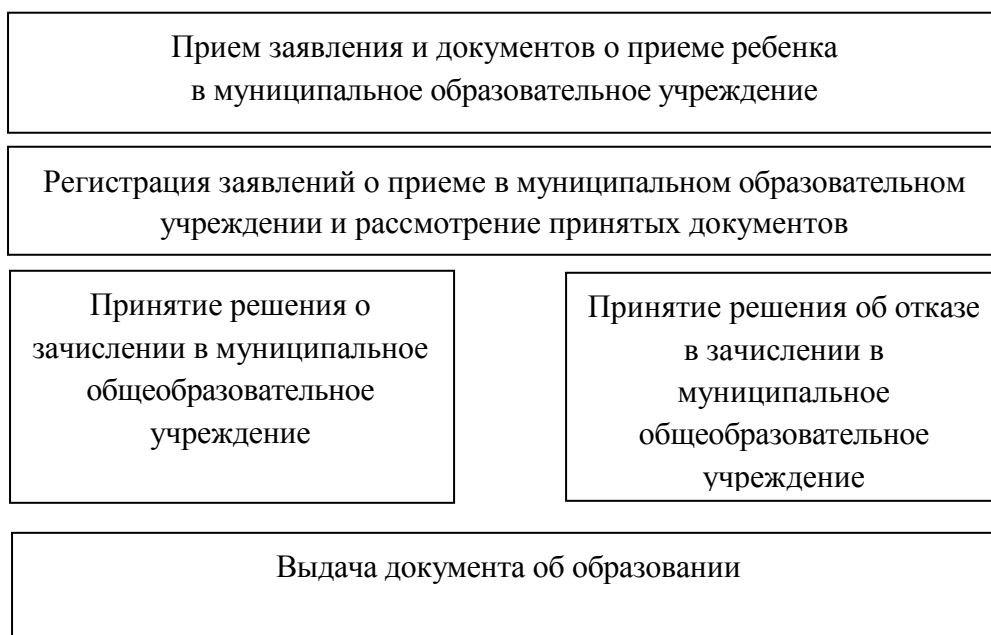 Прием заявления и документов о приеме ребенка
в муниципальное образовательное учреждение
Регистрация заявлений о приеме в муниципальном образовательном
учреждении и рассмотрение принятых документов
Принятие решения о
зачислении в муниципальное
общеобразовательное
учреждение
Принятие решения об отказе
в зачислении в
муниципальное
общеобразовательное
учреждение
Выдача документа об образовании